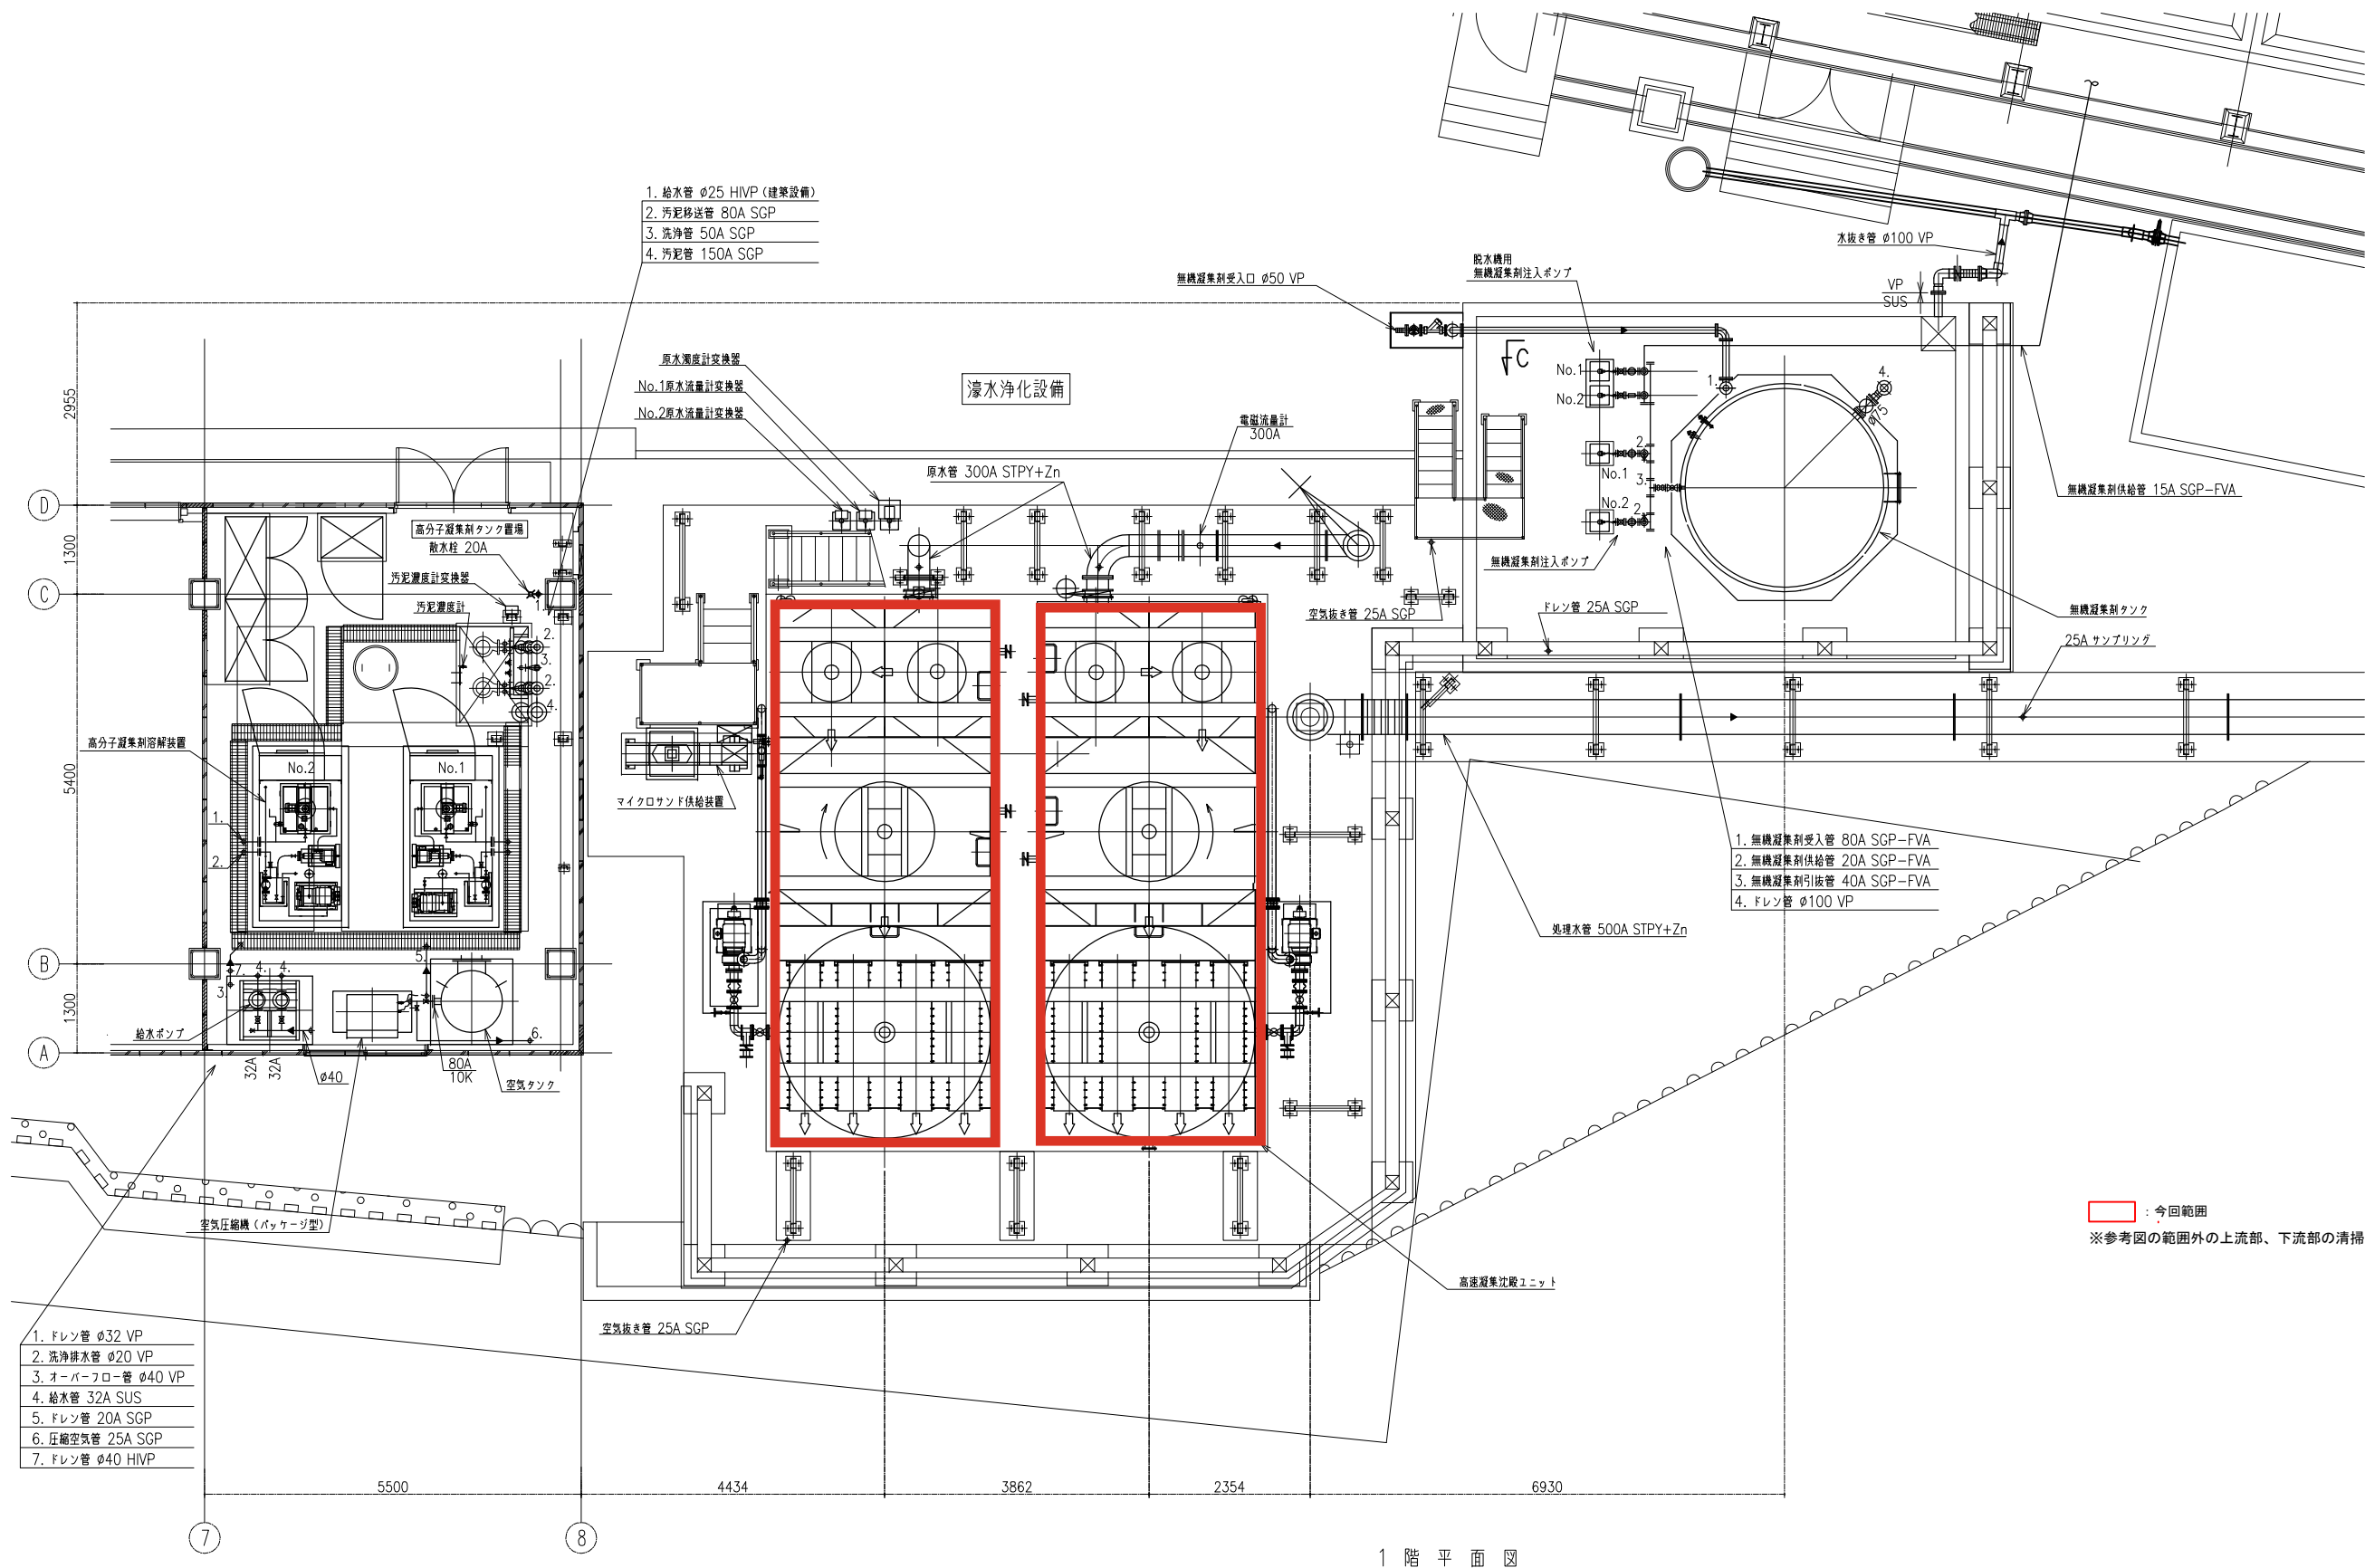 1. 給水管 ø25 HIVP (建築設備)
2. 汚泥移送管 80A SGP
3. 洗浄管 50A SGP
4. 汚泥管 150A SGP
水抜き管 ø100 VP
脱水機用
無機凝集剤注入ポンプ
無機凝集剤受入口 ø50 VP
VP
SUS
C
原水濁度計変換器
No.1原水流量計変換器
No.2原水流量計変換器
濠水浄化設備
No.1
No.2
1.
4.
ø75
2955
電磁流量計
300A
原水管 300A STPY+Zn
2.
No.1
3.
No.2
2.
無機凝集剤供給管 15A SGP-FVA
D
高分子凝集剤タンク置場
散水栓 20A
無機凝集剤注入ポンプ
1300
汚泥濃度計変換器
C
1.
汚泥濃度計
空気抜き管 25A SGP
ドレン管 25A SGP
無機凝集剤タンク
2.
3.
2.
4.
25A サンプリング
高分子凝集剤溶解装置
No.2
No.1
5400
マイクロサンド供給装置
1.
2.
1. 無機凝集剤受入管 80A SGP-FVA
2. 無機凝集剤供給管 20A SGP-FVA
3. 無機凝集剤引抜管 40A SGP-FVA
4. ドレン管 ø100 VP
処理水管 500A STPY+Zn
B
7.
4.
4.
5.
3.
1300
給水ポンプ
6.
A
32A
32A
ø40
80A
10K
空気タンク
空気圧縮機 (パッケージ型)
: 今回範囲
※参考図の範囲外の上流部、下流部の清掃
高速凝集沈殿ユニット
空気抜き管 25A SGP
1. ドレン管 ø32 VP
2. 洗浄排水管 ø20 VP
3. オーバーフロー管 ø40 VP
4. 給水管 32A SUS
5. ドレン管 20A SGP
6. 圧縮空気管 25A SGP
7. ドレン管 ø40 HIVP
5500
4434
3862
2354
6930
7
8
1 階 平 面 図